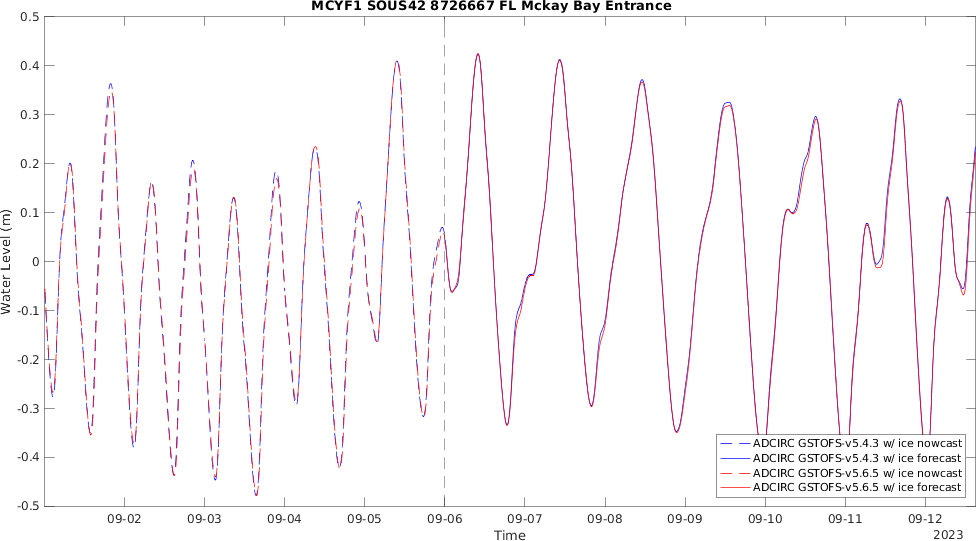 MCYF1 SOUS42 8726667 FL Mckay Bay Entrance
0.5
0.4
0.3
0.2
0.1
0
-0.1
-0.2
-0.3
-0.4
-0.5
Water Level (m)
09-02 09-03 09-04 09-05 09-06 09-07 09-08 09-09 09-10 09-11 09-12
Time
2023
ADCIRC GSTOFS-v5.4.3 w/ ice nowcast
ADCIRC GSTOFS-v5.4.3 w/ ice forecast
ADCIRC GSTOFS-v5.6.5 w/ ice nowcast
ADCIRC GSTOFS-v5.6.5 w/ ice forecast